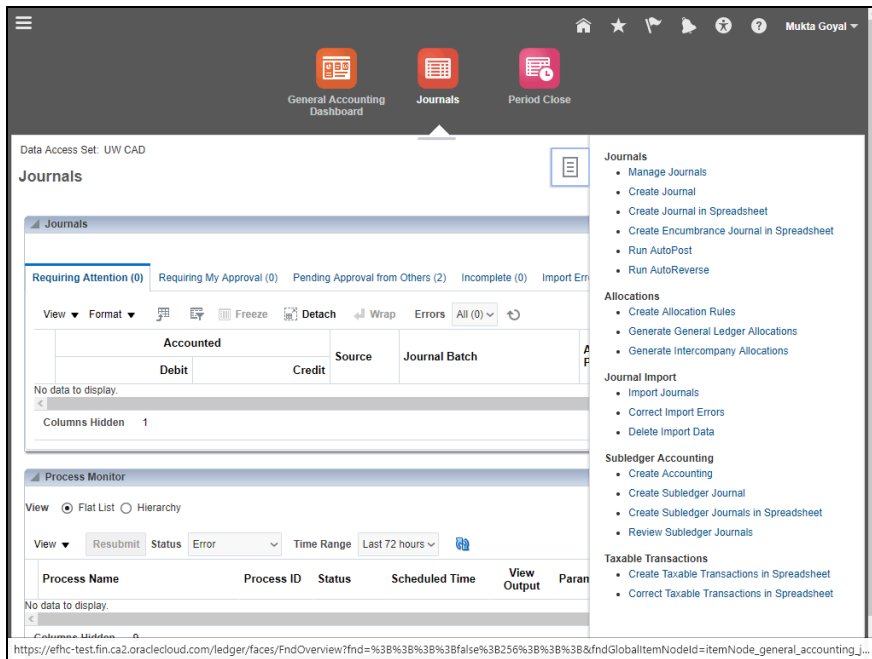 Mukta Goyal
General Accounting Dashboard
Journals
Period Close
Data Access Set: UW CAD
Journals
Journals
Requiring Attention (0) Requiring My Approval (0) Pending Approval from Others (2) Incomplete (0) Import Err
View Format Freeze Detach Wrap Errors All (0)
Accounted
Debit Credit Source Journal Batch A
P
No data to display.
Columns Hidden 1
Process Monitor
View Flat List Hierarchy
View Resubmit Status Error Time Range Last 72 hours
Process Name Process ID Status Scheduled Time View Output Paran
No data to display.
Columns Hidden 9
Journals
Manage Journals
Create Journal
Create Journal in Spreadsheet
Create Encumbrance Journal in Spreadsheet
Run AutoPost
Run AutoReverse
Allocations
Create Allocation Rules
Generate General Ledger Allocations
Generate Intercompany Allocations
Journal Import
Import Journals
Correct Import Errors
Delete Import Data
Subledger Accounting
Create Accounting
Create Subledger Journal
Create Subledger Journals in Spreadsheet
Review Subledger Journals
Taxable Transactions
Create Taxable Transactions in Spreadsheet
Correct Taxable Transactions in Spreadsheet
https://efhc-test.fin.ca2.oraclecloud.com/ledger/faces/FndOverview?fnd=%3B%3B%3B%3Bfalse%3B256%3B%3B%3B&fndGlobalItemNodeId=itemNode_general_accounting_j...